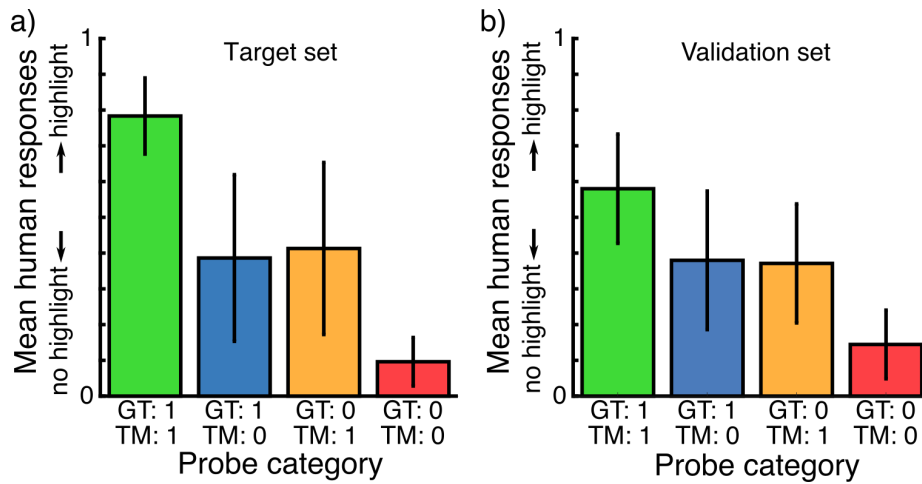 a)
Target set
Mean human responses
no highlight
highlight
1
0
GT: 1 GT: 1 GT: 0 GT: 0
TM: 1 TM: 0 TM: 1 TM: 0
Probe category
b)
Validation set
Mean human responses
no highlight
highlight
1
0
GT: 1 GT: 1 GT: 0 GT: 0
TM: 1 TM: 0 TM: 1 TM: 0
Probe category